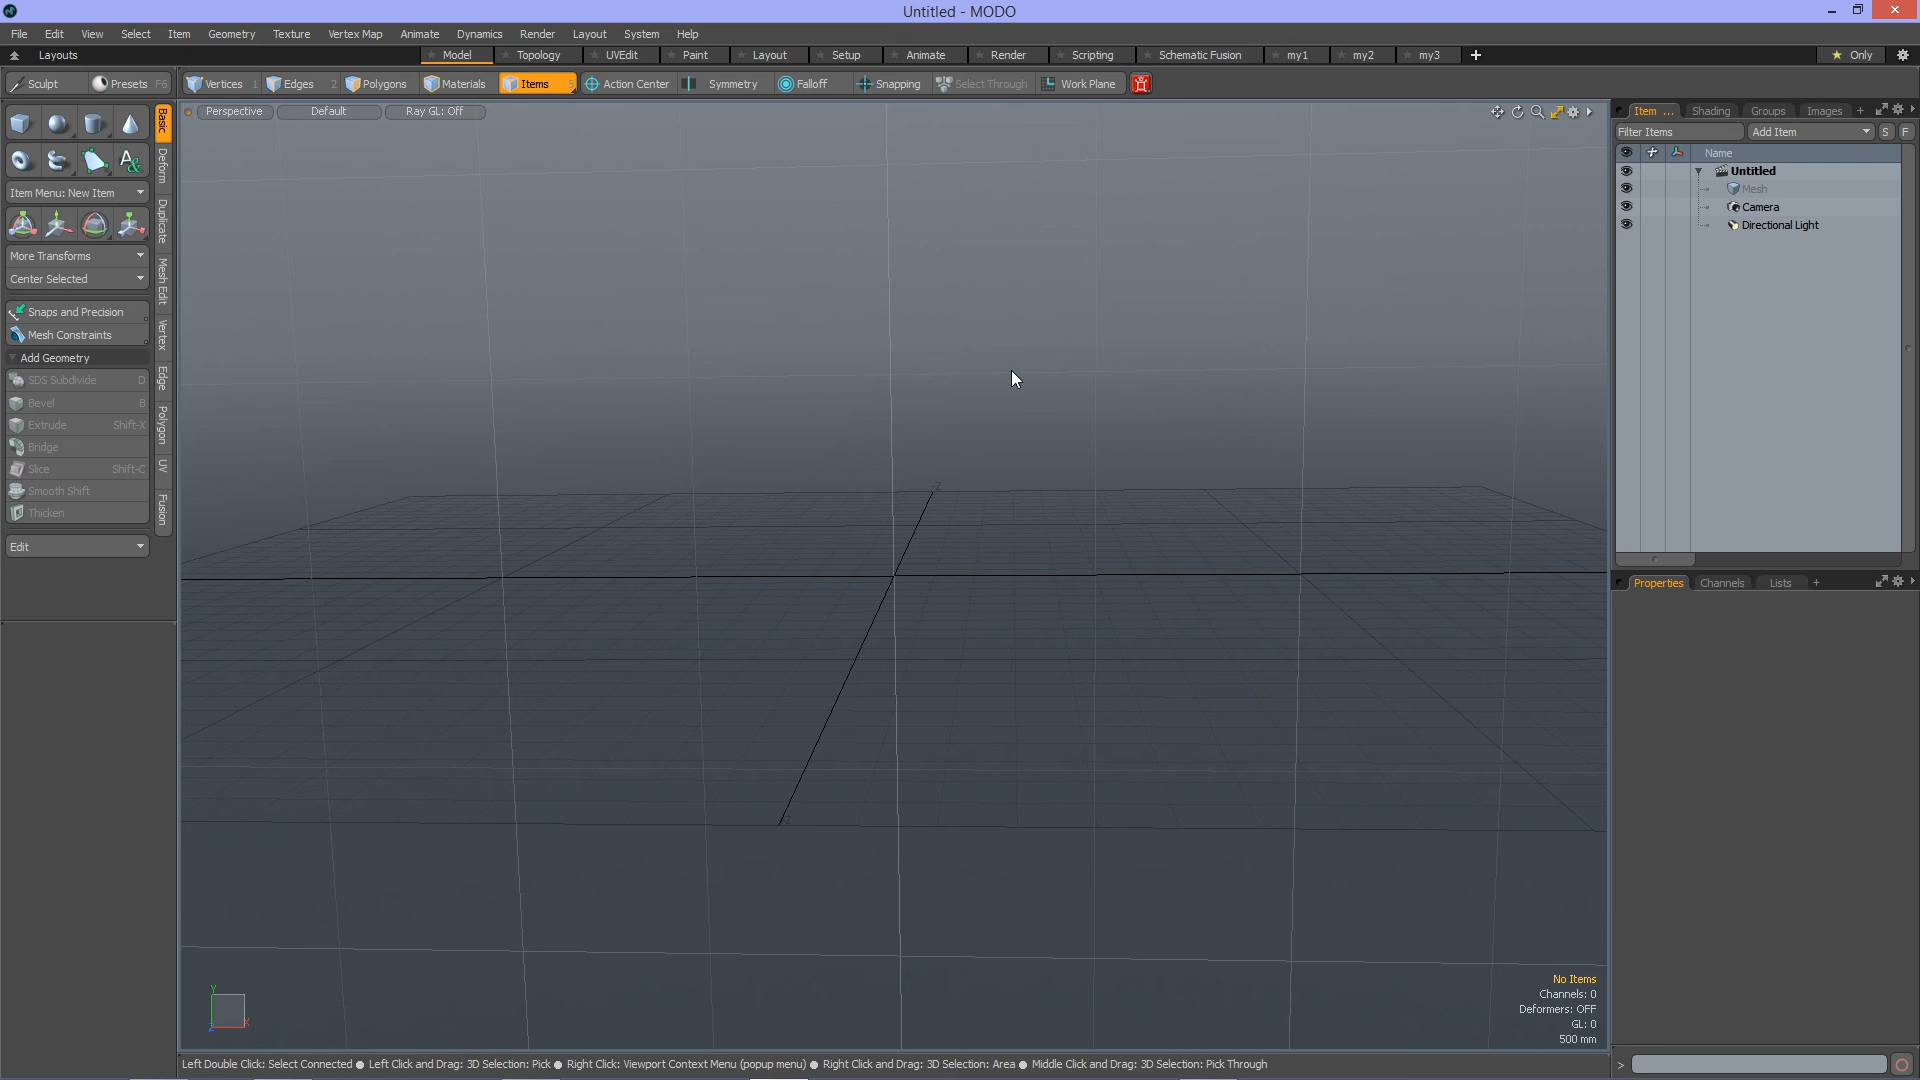 Untitled - MODO
File Edit View Select Item Geometry Texture Vertex Map Animate Dynamics Render Layout System Help
Layouts Model Topology UVEdit Paint Layout Setup Animate Render Scripting Schematic Fusion my1 my2 my3 + Only
Sculpt Presets F6 Vertices 1 Edges 2 Polygons Materials Items 5 Action Center Symmetry Falloff Snapping Select Through Work Plane
Perspective Default Ray GL: Off
Item ... Shading Groups Images +
Filter Items Add Item S F
Name
Untitled
Mesh
Camera
Directional Light
Basic
Deform
Duplicate
Mesh Edit
Vertex
Edge
Polygon
UV
Fusion
Item Menu: New Item
More Transforms
Center Selected
Snaps and Precision
Mesh Constraints
Add Geometry
SDS Subdivide D
Bevel B
Extrude Shift-X
Bridge
Slice Shift-C
Smooth Shift
Thicken
Edit
-Z
Z
Y
X
Z
Properties Channels Lists +
No Items
Channels: 0
Deformers: OFF
GL: 0
500 mm
Left Double Click: Select Connected ● Left Click and Drag: 3D Selection: Pick ● Right Click: Viewport Context Menu (popup menu) ● Right Click and Drag: 3D Selection: Area ● Middle Click and Drag: 3D Selection: Pick Through
>